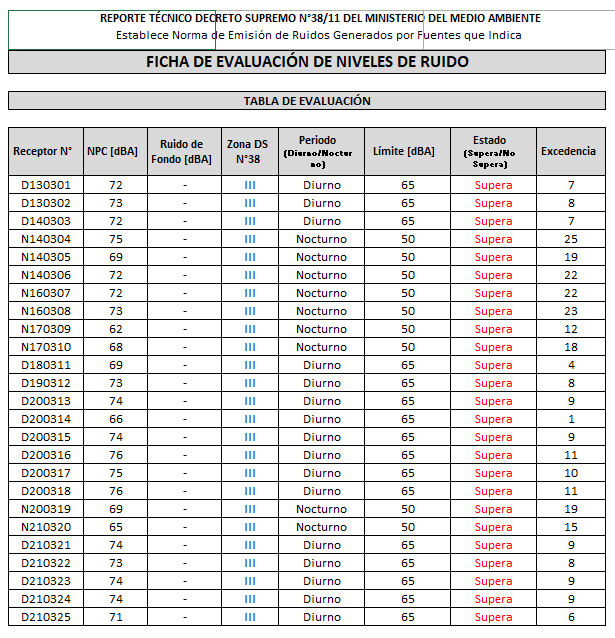 REPORTE TÉCNICO DECRETO SUPREMO N°38/11 DEL MINISTERIO DEL MEDIO AMBIENTE
Establece Norma de Emisión de Ruidos Generados por Fuentes que Indica
FICHA DE EVALUACIÓN DE NIVELES DE RUIDO
TABLA DE EVALUACIÓN
Receptor N° NPC [dBA] Ruido de Fondo [dBA] Zona DS N°38 Periodo (Diurno/Nocturno) Límite [dBA] Estado (Supera/No Supera) Excedencia
D130301 72 - III Diurno 65 Supera 7
D130302 73 - III Diurno 65 Supera 8
D140303 72 - III Diurno 65 Supera 7
N140304 75 - III Nocturno 50 Supera 25
N140305 69 - III Nocturno 50 Supera 19
N140306 72 - III Nocturno 50 Supera 22
N160307 72 - III Nocturno 50 Supera 22
N160308 73 - III Nocturno 50 Supera 23
N170309 62 - III Nocturno 50 Supera 12
N170310 68 - III Nocturno 50 Supera 18
D180311 69 - III Diurno 65 Supera 4
D190312 73 - III Diurno 65 Supera 8
D200313 74 - III Diurno 65 Supera 9
D200314 66 - III Diurno 65 Supera 1
D200315 74 - III Diurno 65 Supera 9
D200316 76 - III Diurno 65 Supera 11
D200317 75 - III Diurno 65 Supera 10
D200318 76 - III Diurno 65 Supera 11
N200319 69 - III Nocturno 50 Supera 19
N210320 65 - III Nocturno 50 Supera 15
D210321 74 - III Diurno 65 Supera 9
D210322 73 - III Diurno 65 Supera 8
D210323 74 - III Diurno 65 Supera 9
D210324 74 - III Diurno 65 Supera 9
D210325 71 - III Diurno 65 Supera 6